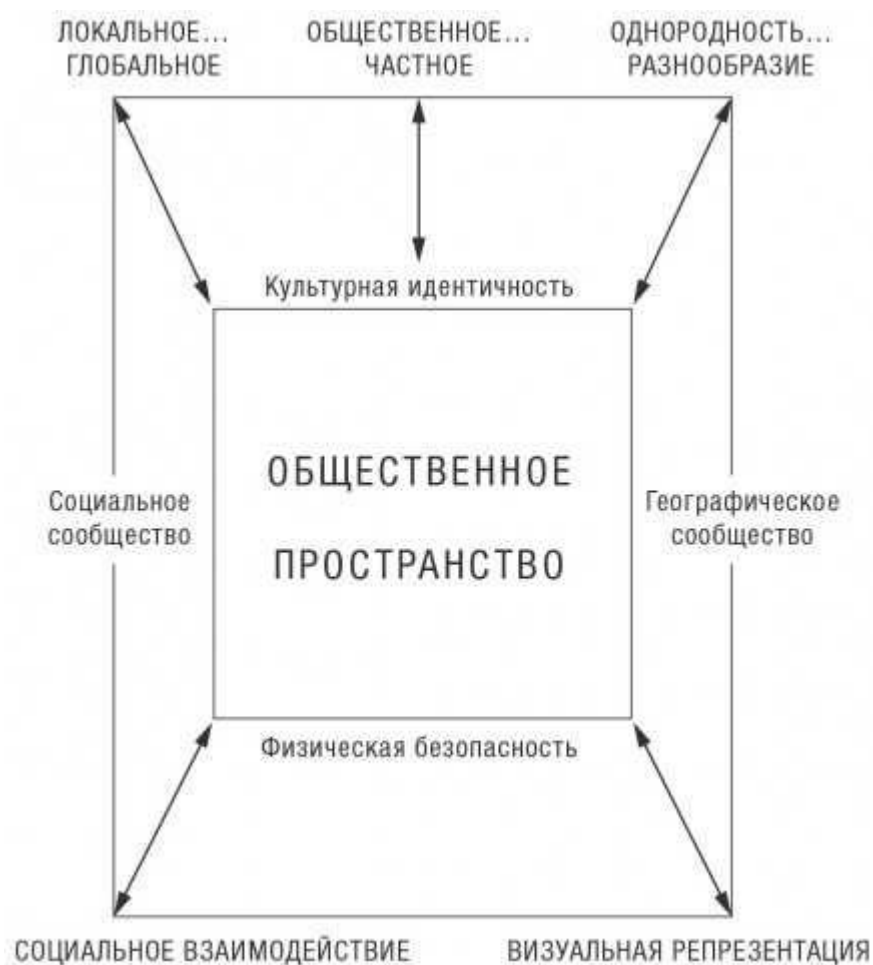 ЛОКАЛЬНОЕ...
ГЛОБАЛЬНОЕ
ОБЩЕСТВЕННОЕ...
ЧАСТНОЕ
ОДНОРОДНОСТЬ...
РАЗНООБРАЗИЕ
Культурная идентичность
ОБЩЕСТВЕННОЕ
ПРОСТРАНСТВО
Социальное
сообщество
Географическое
сообщество
Физическая безопасность
СОЦИАЛЬНОЕ ВЗАИМОДЕЙСТВИЕ
ВИЗУАЛЬНАЯ РЕПРЕЗЕНТАЦИЯ